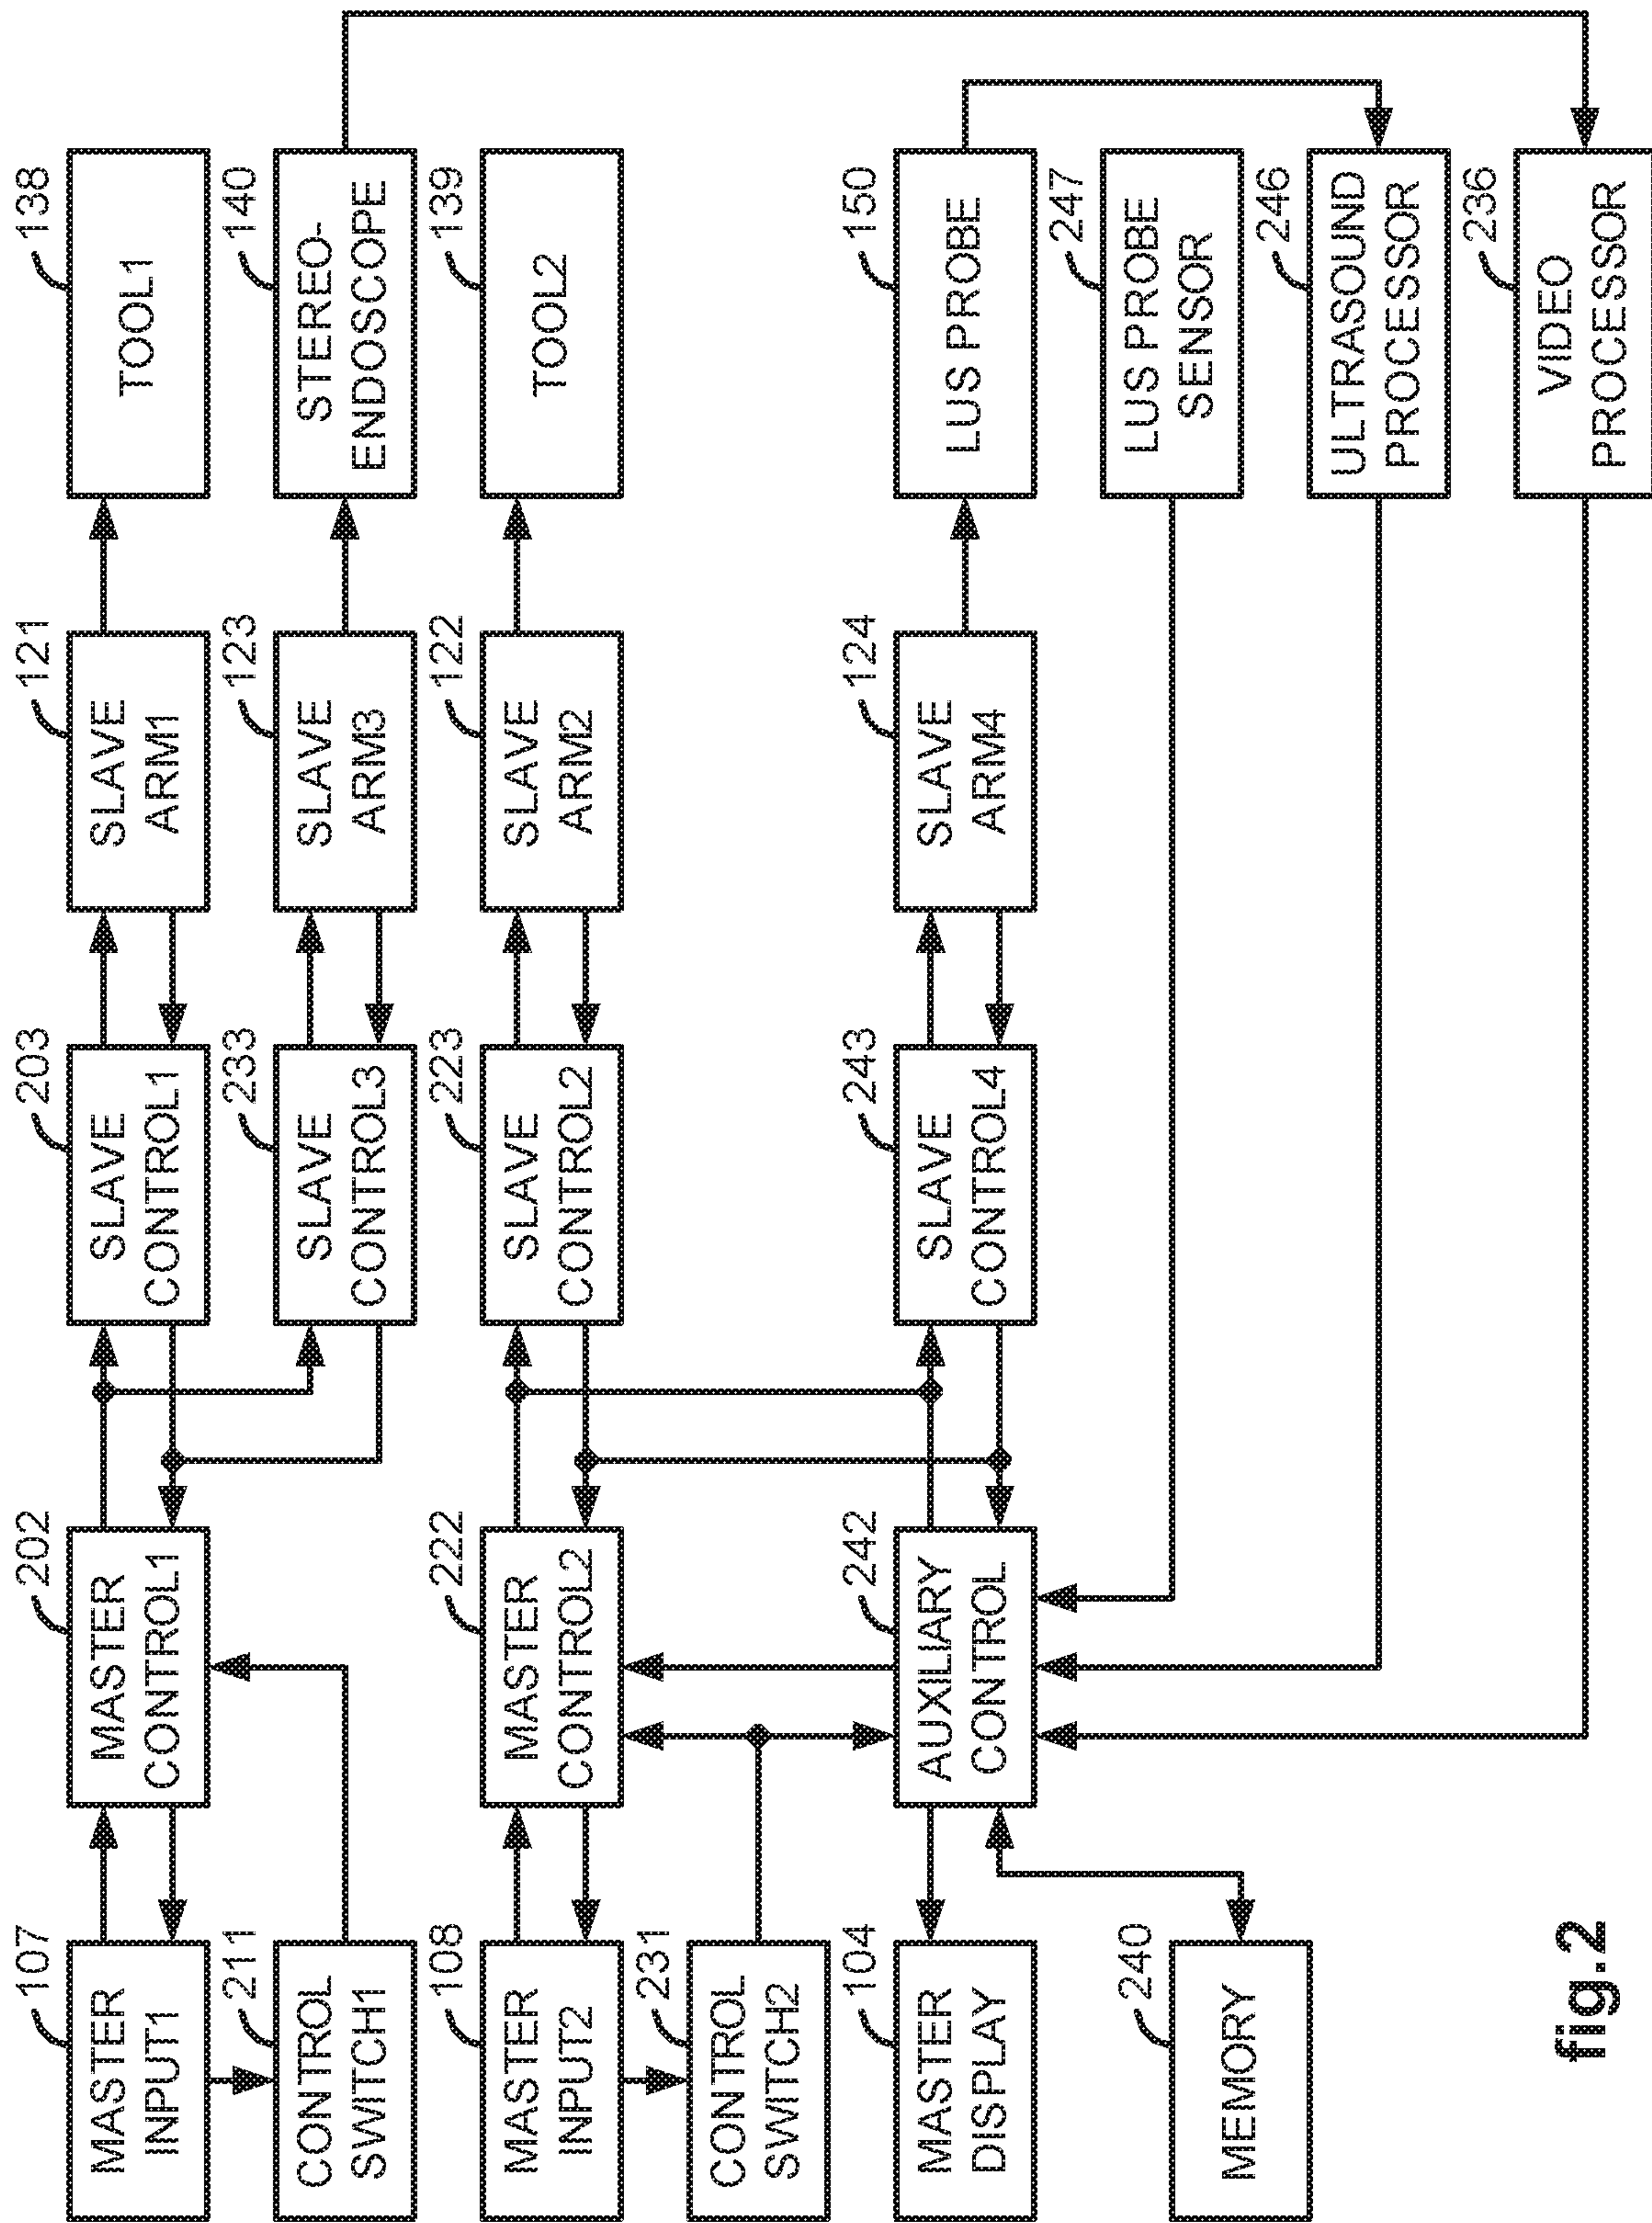 107
MASTER
INPUT1
202
MASTER
CONTROL1
203
SLAVE
CONTROL1
121
SLAVE
ARM1
138
TOOL1
211
CONTROL
SWITCH1
233
SLAVE
CONTROL3
123
SLAVE
ARM3
140
STEREO-
ENDOSCOPE
108
MASTER
INPUT2
222
MASTER
CONTROL2
223
SLAVE
CONTROL2
122
SLAVE
ARM2
139
TOOL2
231
CONTROL
SWITCH2
104
MASTER
DISPLAY
242
AUXILIARY
CONTROL
243
SLAVE
CONTROL4
124
SLAVE
ARM4
150
LUS PROBE
240
MEMORY
247
LUS PROBE
SENSOR
246
ULTRASOUND
PROCESSOR
236
VIDEO
PROCESSOR
fig.2